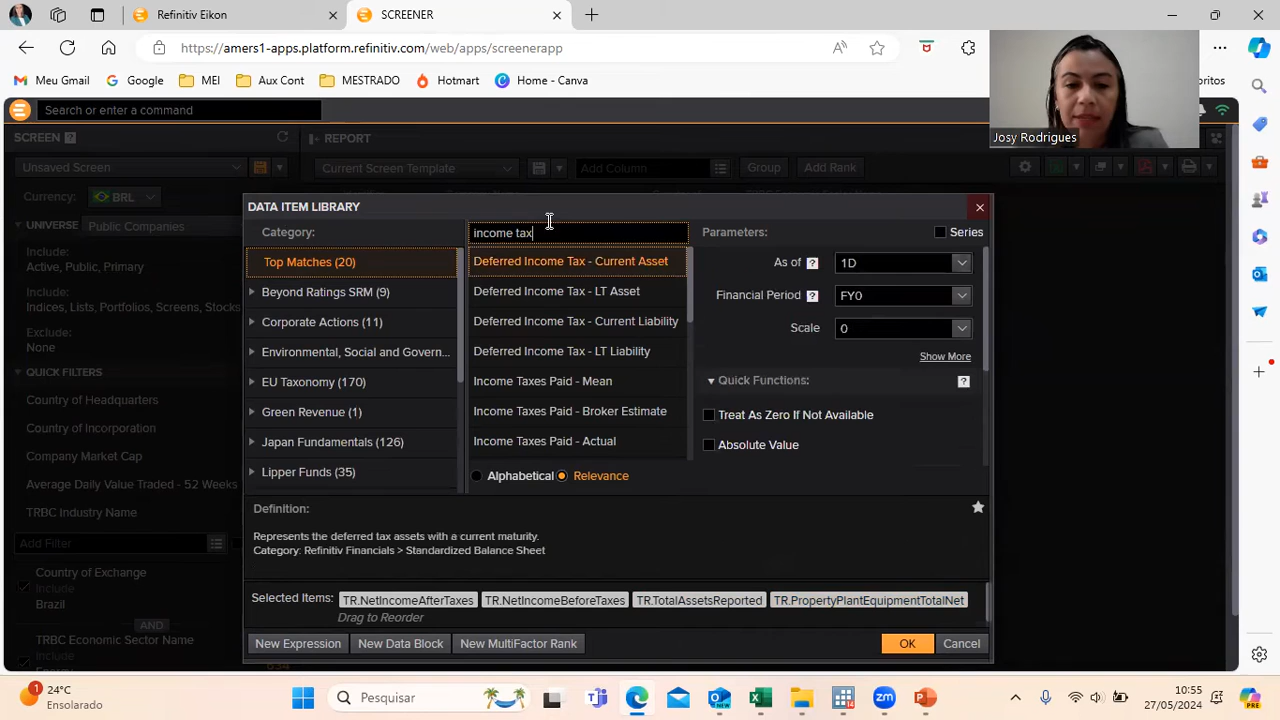 Refinitiv Eikon
SCREENER
https://amers1-apps.platform.refinitiv.com/web/apps/screenerapp
Meu Gmail
Google
MEI
Aux Cont
MESTRADO
Hotmart
Home - Canva
oritos
Josy Rodrigues
Search or enter a command
SCREEN ?
REPORT
Unsaved Screen
Current Screen Template
Add Column
Group
Add Rank
Currency:
BRL
UNIVERSE
Public Companies
Include:
Active, Public, Primary
Include:
Indices, Lists, Portfolios, Screens, Stocks
Exclude:
None
QUICK FILTERS
Country of Headquarters
Country of Incorporation
Company Market Cap
Average Daily Value Traded - 52 Weeks
TRBC Industry Name
Add Filter
Country of Exchange
Include
Brazil
AND
TRBC Economic Sector Name
Include
Energy
DATA ITEM LIBRARY
Category:
income tax
Parameters:
Series
Top Matches (20)
Beyond Ratings SRM (9)
Corporate Actions (11)
Environmental, Social and Govern...
EU Taxonomy (170)
Green Revenue (1)
Japan Fundamentals (126)
Lipper Funds (35)
Deferred Income Tax - Current Asset
Deferred Income Tax - LT Asset
Deferred Income Tax - Current Liability
Deferred Income Tax - LT Liability
Income Taxes Paid - Mean
Income Taxes Paid - Broker Estimate
Income Taxes Paid - Actual
Alphabetical
Relevance
As of ?
1D
Financial Period ?
FY0
Scale
0
Show More
Quick Functions:
?
Treat As Zero If Not Available
Absolute Value
Definition:
Represents the deferred tax assets with a current maturity.
Category: Refinitiv Financials > Standardized Balance Sheet
Selected Items:
TR.NetIncomeAfterTaxes
TR.NetIncomeBeforeTaxes
TR.TotalAssetsReported
TR.PropertyPlantEquipmentTotalNet
Drag to Reorder
New Expression
New Data Block
New MultiFactor Rank
OK
Cancel
1
24°C
Ensolarado
Pesquisar
10:55
27/05/2024